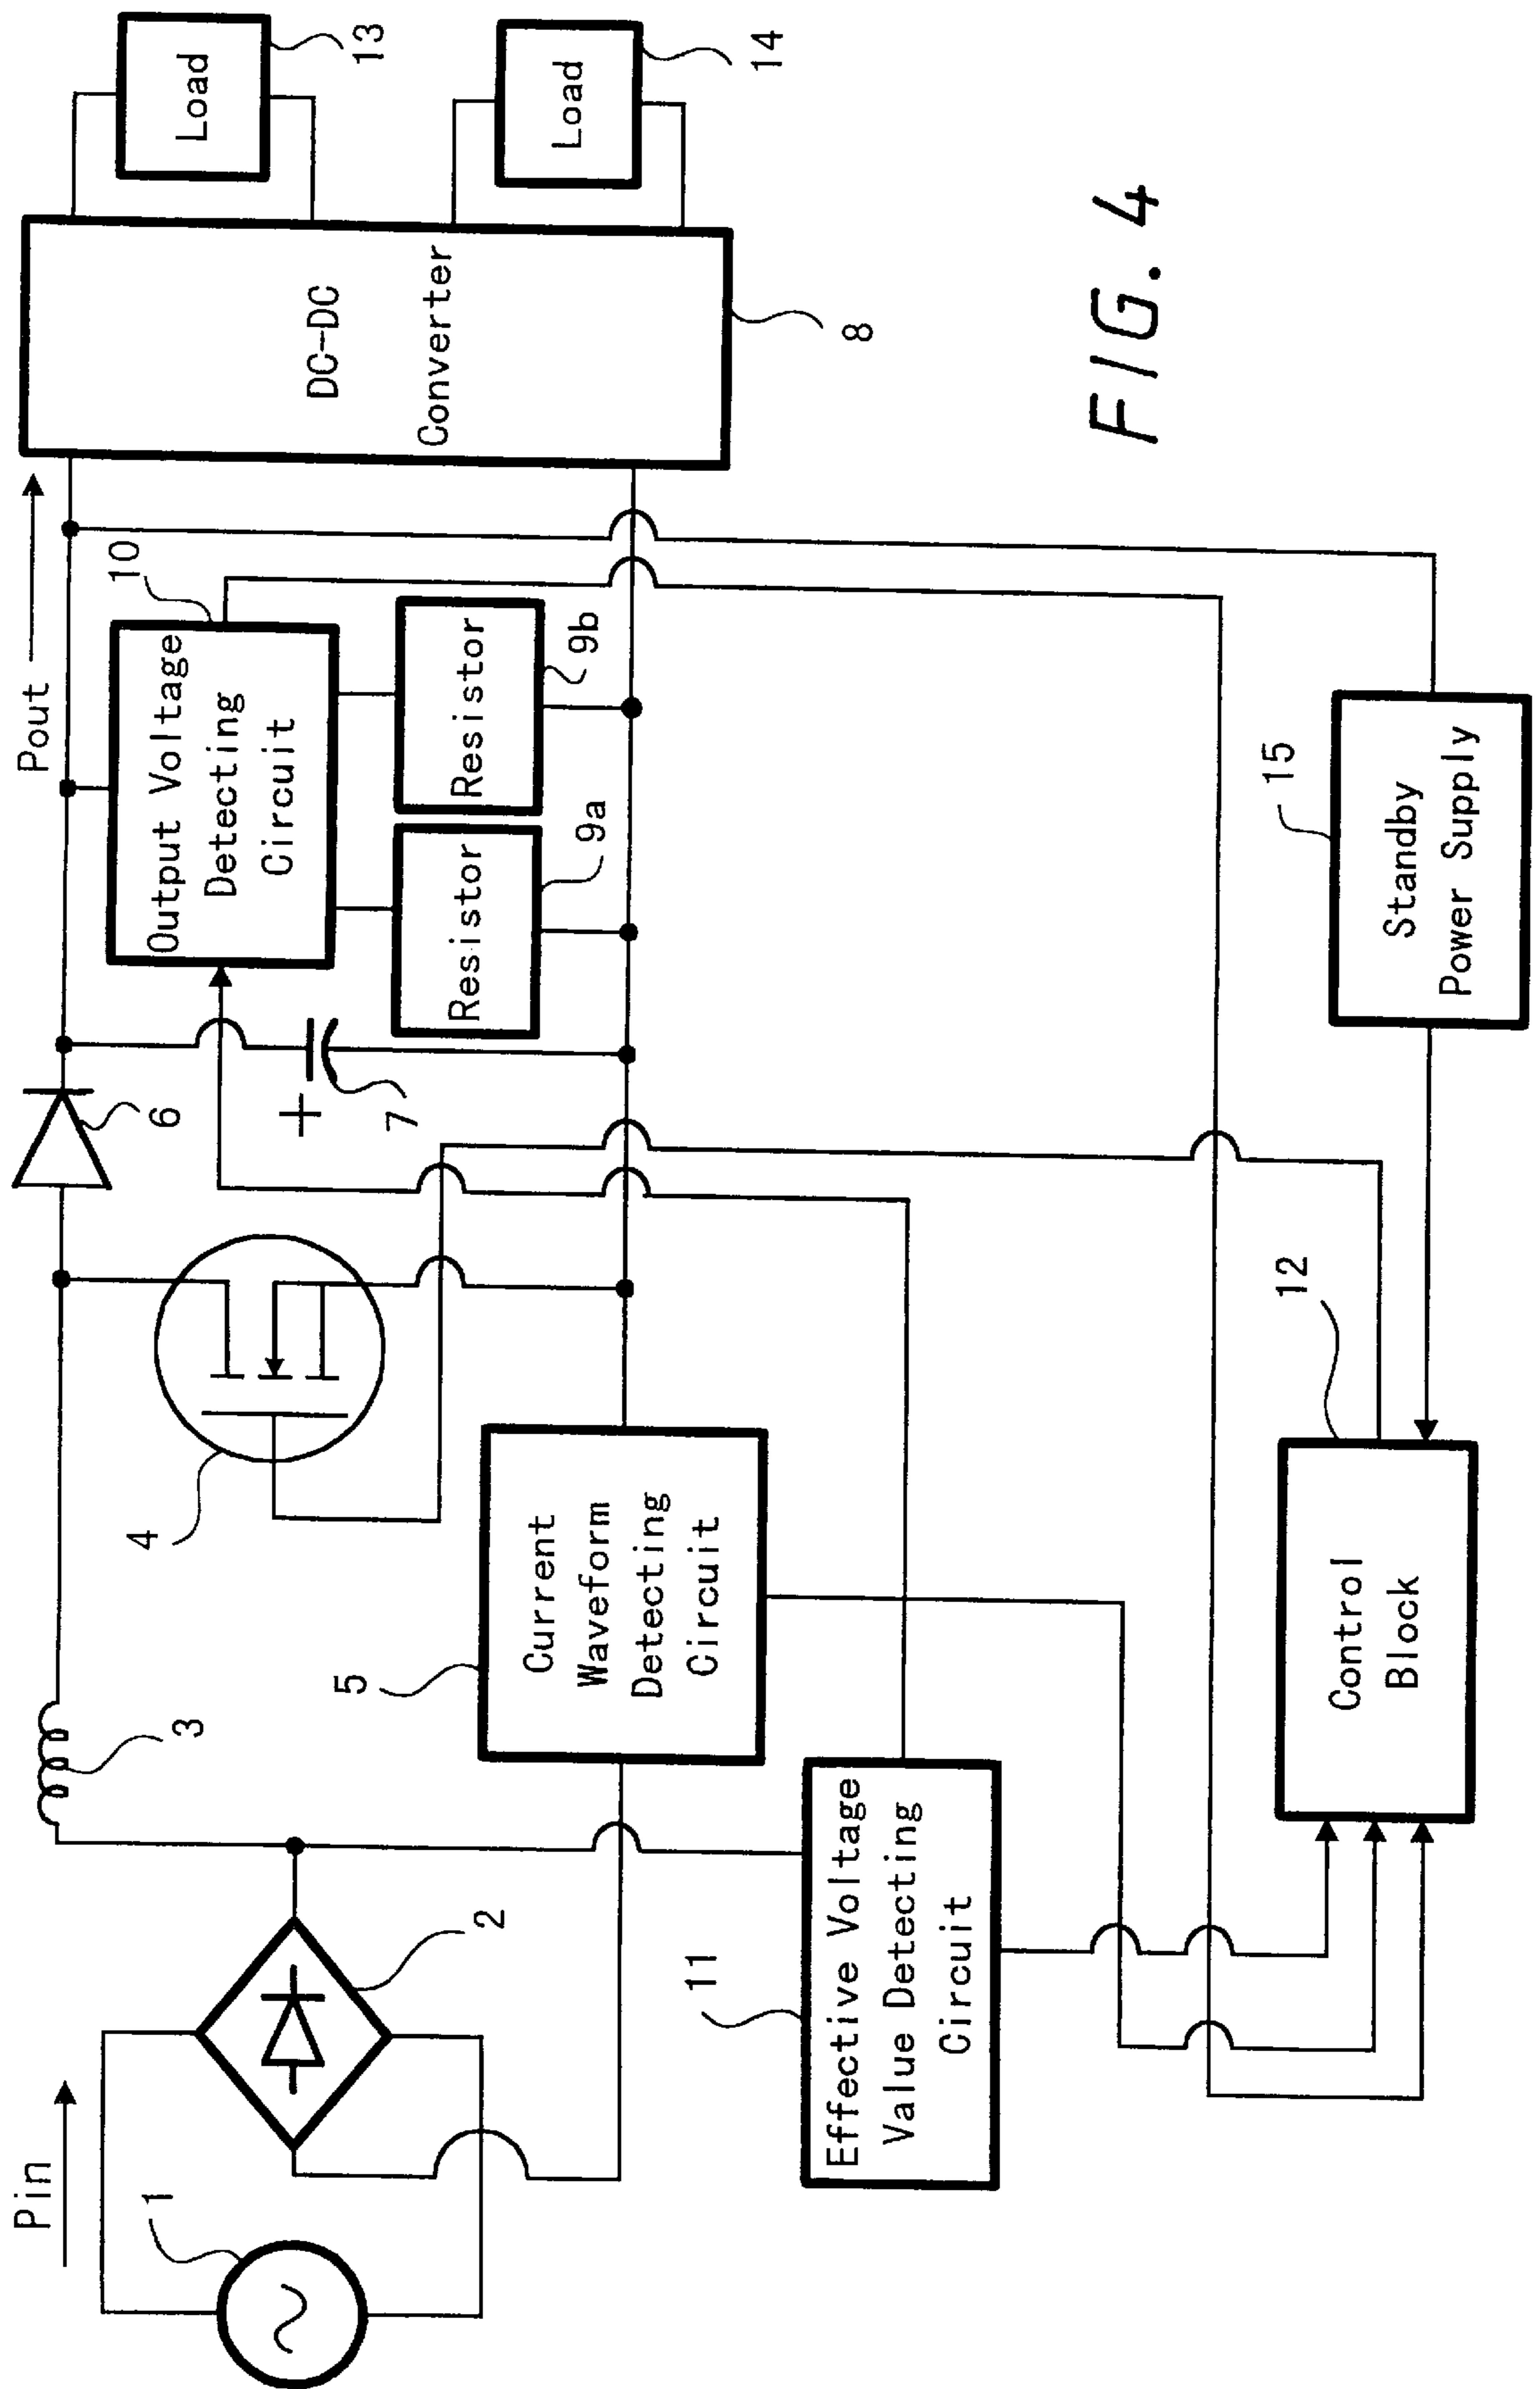 Pin
1
2
3
4
5
Current
Waveform
Detecting
Circuit
6
+
7
Pout
10
Output Voltage
Detecting
Circuit
Resistor
9a
Resistor
9b
DC-DC
Converter
8
Load
13
Load
14
11
Effective Voltage
Value Detecting
Circuit
12
Control
Block
15
Standby
Power Supply
FIG. 4